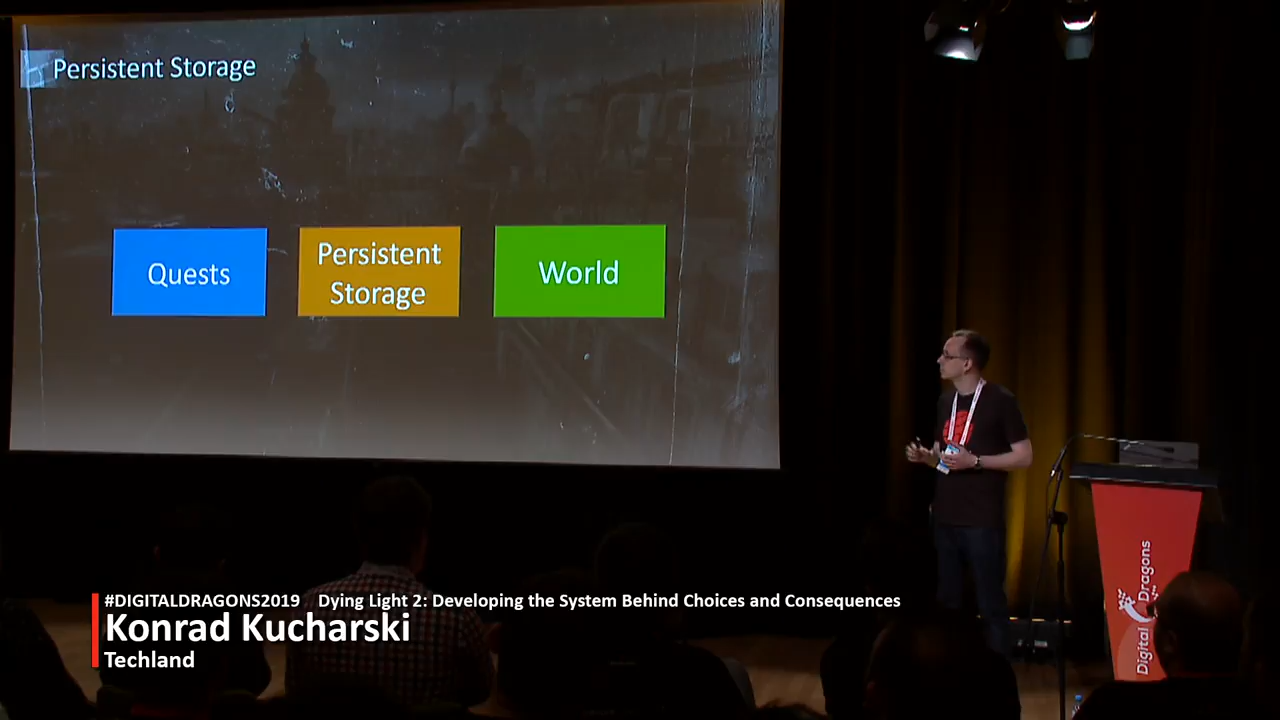 Persistent Storage
Quests
Persistent
Storage
World
#DIGITALDRAGONS2019 Dying Light 2: Developing the System Behind Choices and Consequences
Konrad Kucharski
Techland
Digital Dragons